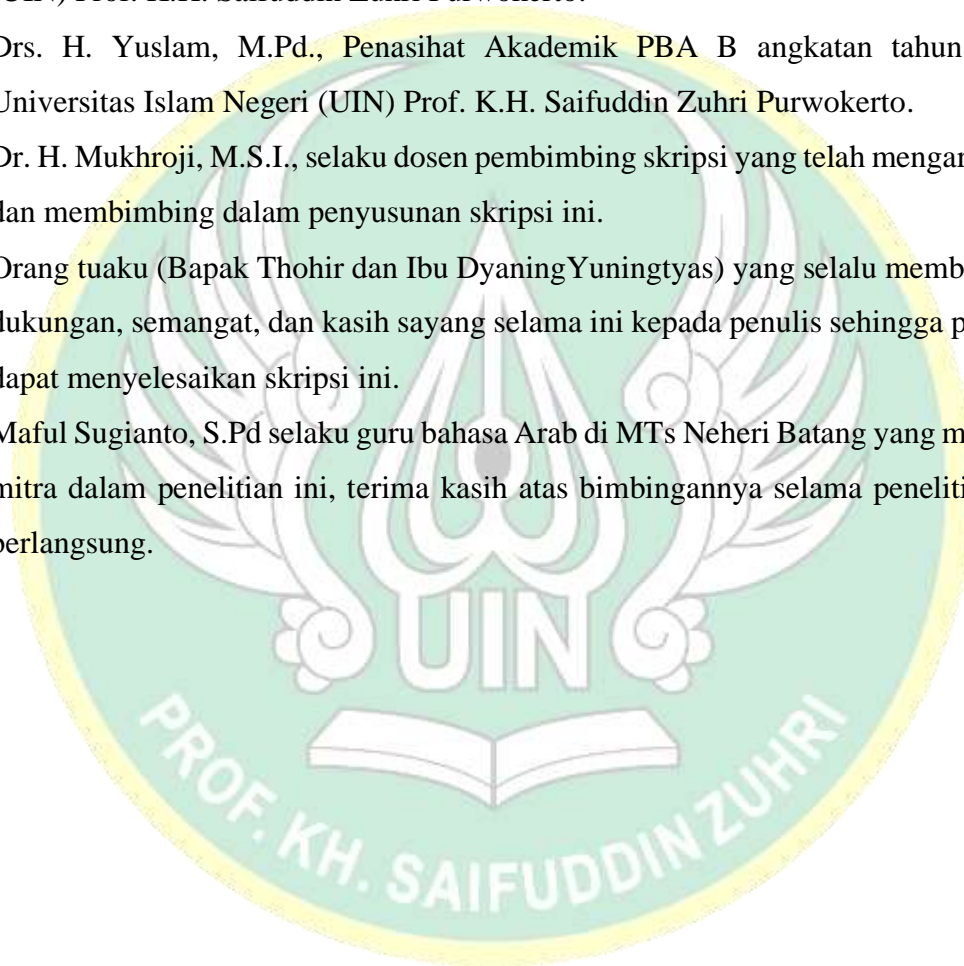 (UIN) Prof. K.H. Saifuddin Zuhri Purwokerto.
Drs. H. Yuslam, M.Pd., Penasihat Akademik PBA B angkatan tahun
Universitas Islam Negeri (UIN) Prof. K.H. Saifuddin Zuhri Purwokerto.
Dr. H. Mukhroji, M.S.I., selaku dosen pembimbing skripsi yang telah
dan membimbing dalam penyusunan skripsi ini.
Orang tuaku (Bapak Thohir dan Ibu DyaningYuningtyas) yang selalu
dukungan, semangat, dan kasih sayang selama ini kepada penulis sehingga
dapat menyelesaikan skripsi ini.
Maful Sugianto, S.Pd selaku guru bahasa Arab di MTs Neheri Batang yang
mitra dalam penelitian ini, terima kasih atas bimbingannya selama
berlangsung.
UIN
PROF. KH. SAIFUDDIN ZUHRI